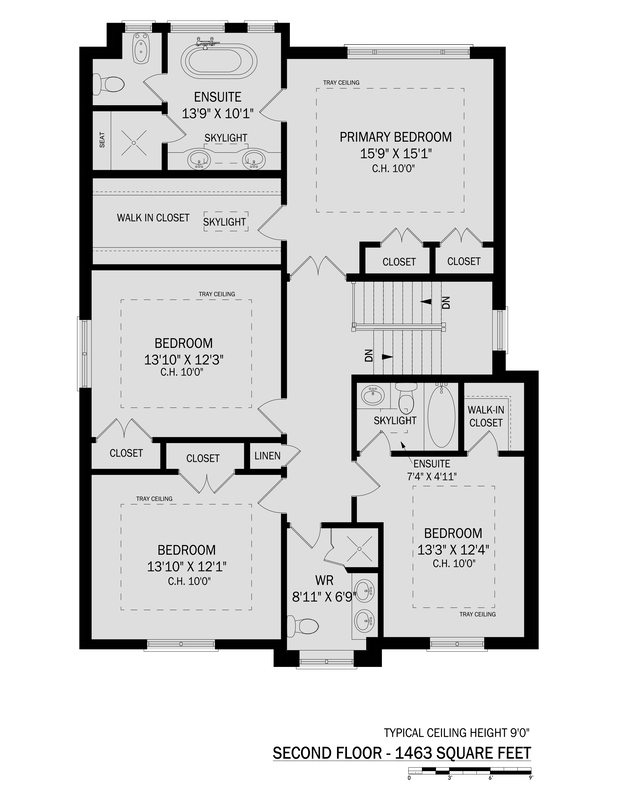 ENSUITE
13'9" X 10'1"
SKYLIGHT
SEAT
TRAY CEILING
PRIMARY BEDROOM
15'9" X 15'1"
C.H. 10'0"
WALK IN CLOSET
SKYLIGHT
CLOSET
CLOSET
TRAY CEILING
BEDROOM
13'10" X 12'3"
C.H. 10'0"
DN
DN
CLOSET
CLOSET
LINEN
SKYLIGHT
WALK-IN
CLOSET
ENSUITE
7'4" X 4'11"
TRAY CEILING
BEDROOM
13'10" X 12'1"
C.H. 10'0"
BEDROOM
13'3" X 12'4"
C.H. 10'0"
TRAY CEILING
WR
8'11" X 6'9"
TYPICAL CEILING HEIGHT 9'0"
SECOND FLOOR - 1463 SQUARE FEET
0 3' 6' 9'